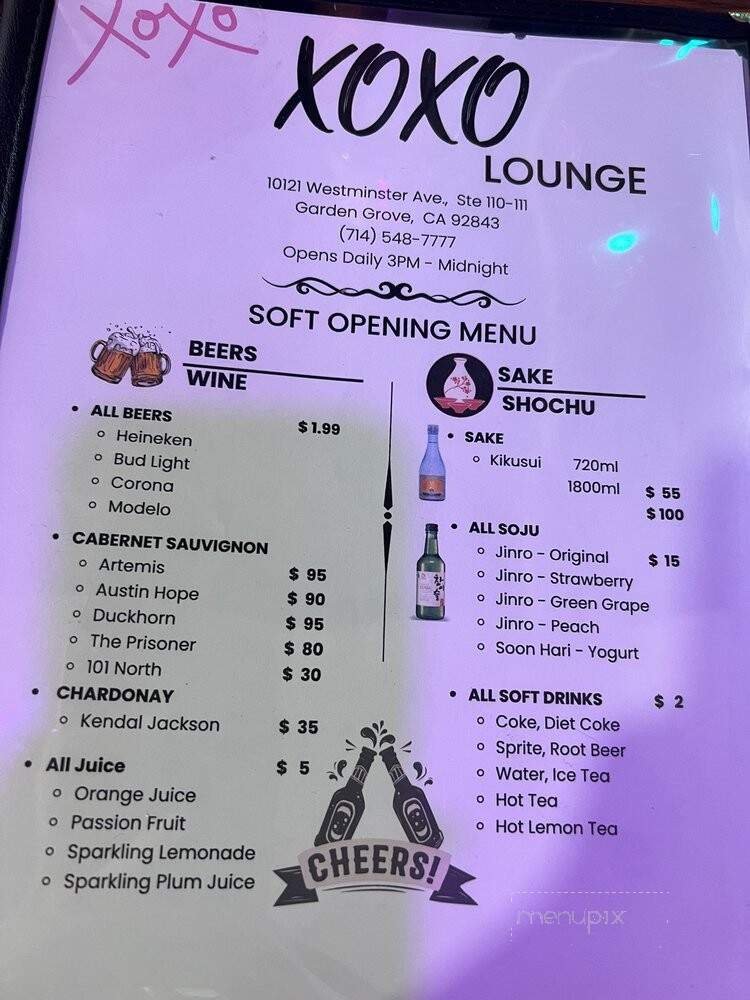 xoxo
XOXO
LOUNGE
10121 Westminster Ave., Ste 110-111
Garden Grove, CA 92843
(714) 548-7777
Opens Daily 3PM - Midnight
SOFT OPENING MENU
BEERS
WINE
• ALL BEERS $1.99
○ Heineken
○ Bud Light
○ Corona
○ Modelo
• CABERNET SAUVIGNON
○ Artemis $ 95
○ Austin Hope $ 90
○ Duckhorn $ 95
○ The Prisoner $ 80
○ 101 North $ 30
• CHARDONAY
○ Kendal Jackson $ 35
• All Juice $ 5
○ Orange Juice
○ Passion Fruit
○ Sparkling Lemonade
○ Sparkling Plum Juice
SAKE
SHOCHU
• SAKE
○ Kikusui 720ml
1800ml $ 55
$100
• ALL SOJU
○ Jinro - Original $ 15
○ Jinro - Strawberry
○ Jinro - Green Grape
○ Jinro - Peach
○ Soon Hari - Yogurt
• ALL SOFT DRINKS $ 2
○ Coke, Diet Coke
○ Sprite, Root Beer
○ Water, Ice Tea
○ Hot Tea
○ Hot Lemon Tea
CHEERS!
menupix